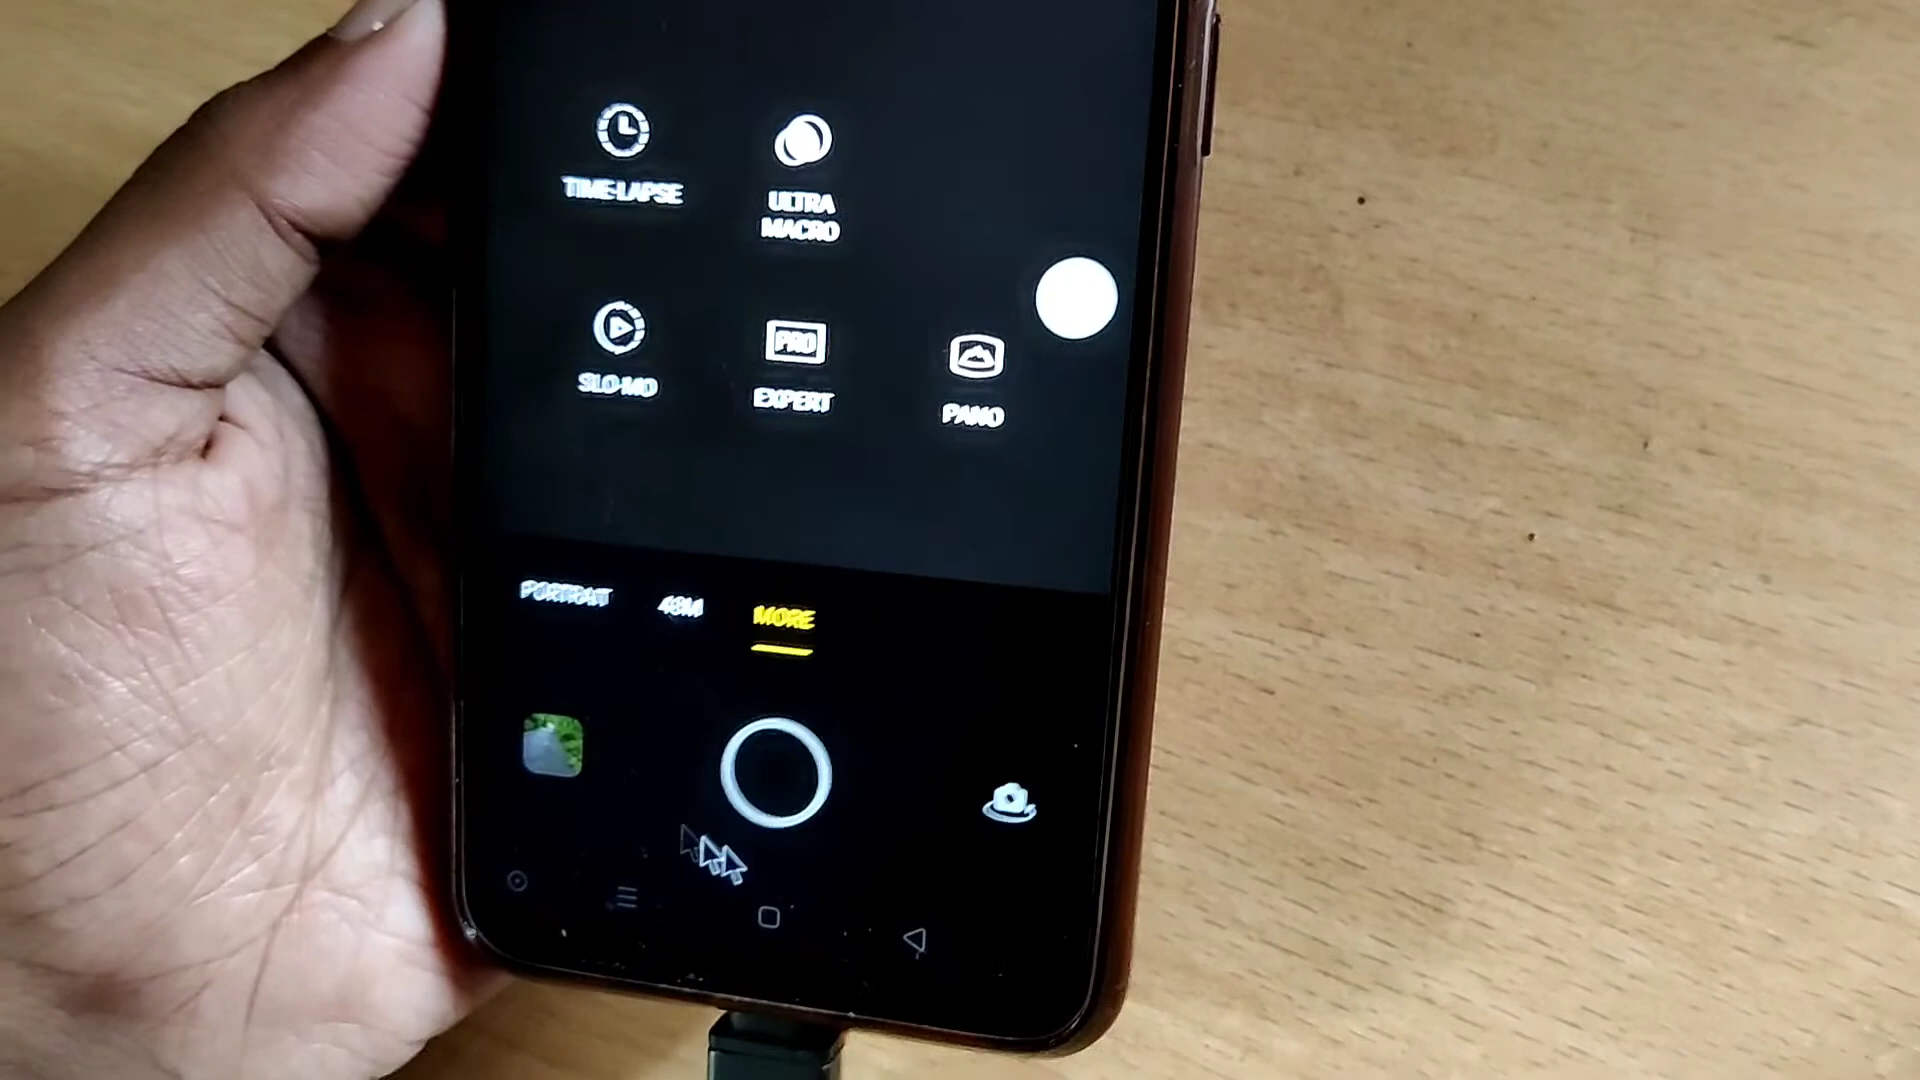 TIME-LAPSE
ULTRA
MACRO
SLO-MO
PRO
EXPERT
PANO
PORTRAIT
48M
MORE